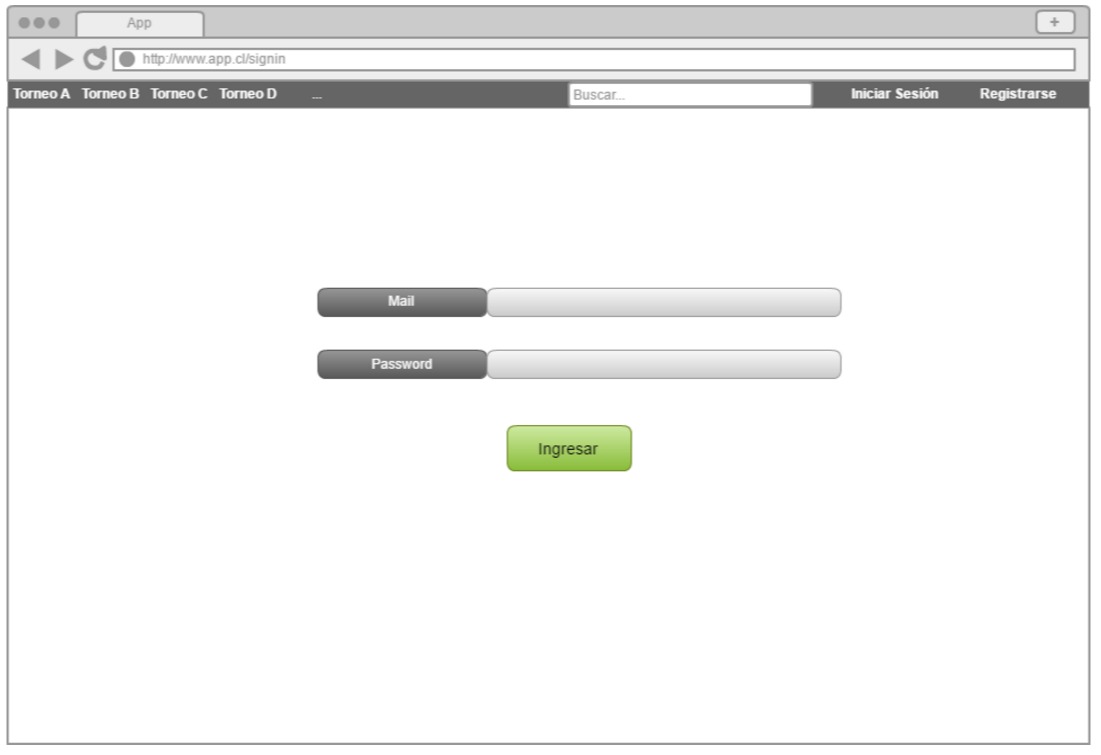 App
+
http://www.app.cl/signin
Torneo A Torneo B Torneo C Torneo D ... Buscar... Iniciar Sesión Registrarse
Mail
Password
Ingresar